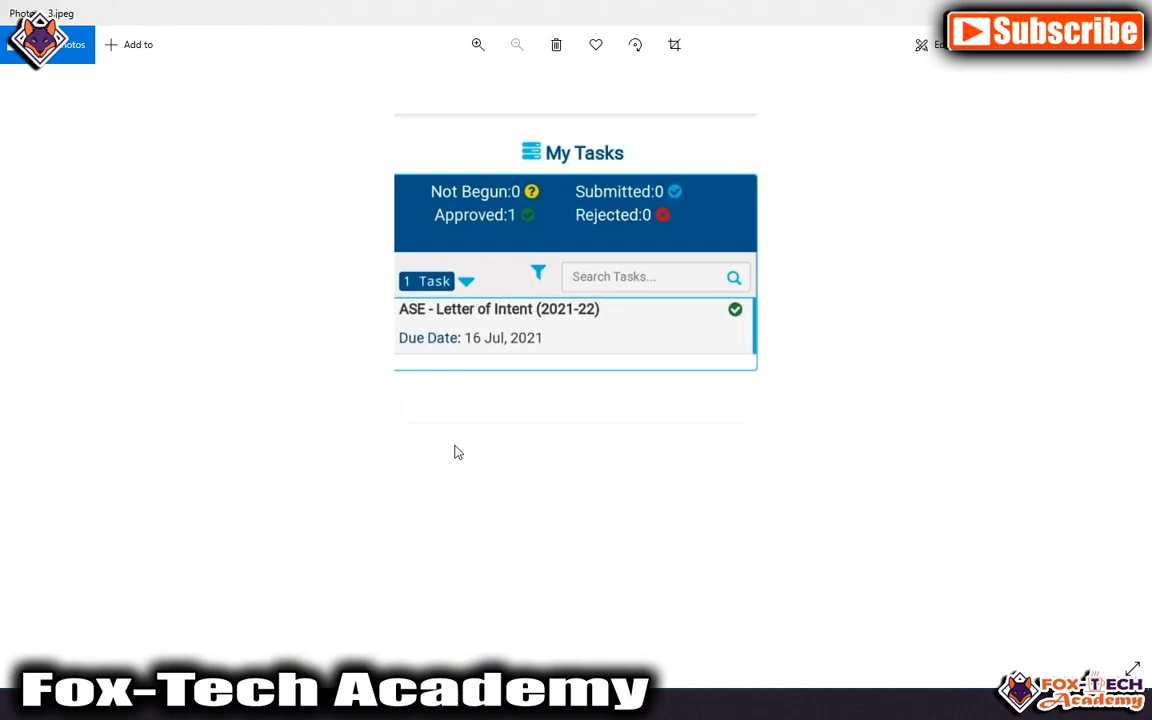 3.jpeg
Add to
Subscribe
My Tasks
Not Begun:0
Submitted:0
Approved:1
Rejected:0
1 Task
Search Tasks...
ASE - Letter of Intent (2021-22)
Due Date: 16 Jul, 2021
Fox-Tech Academy
FOX-TECH
Academy